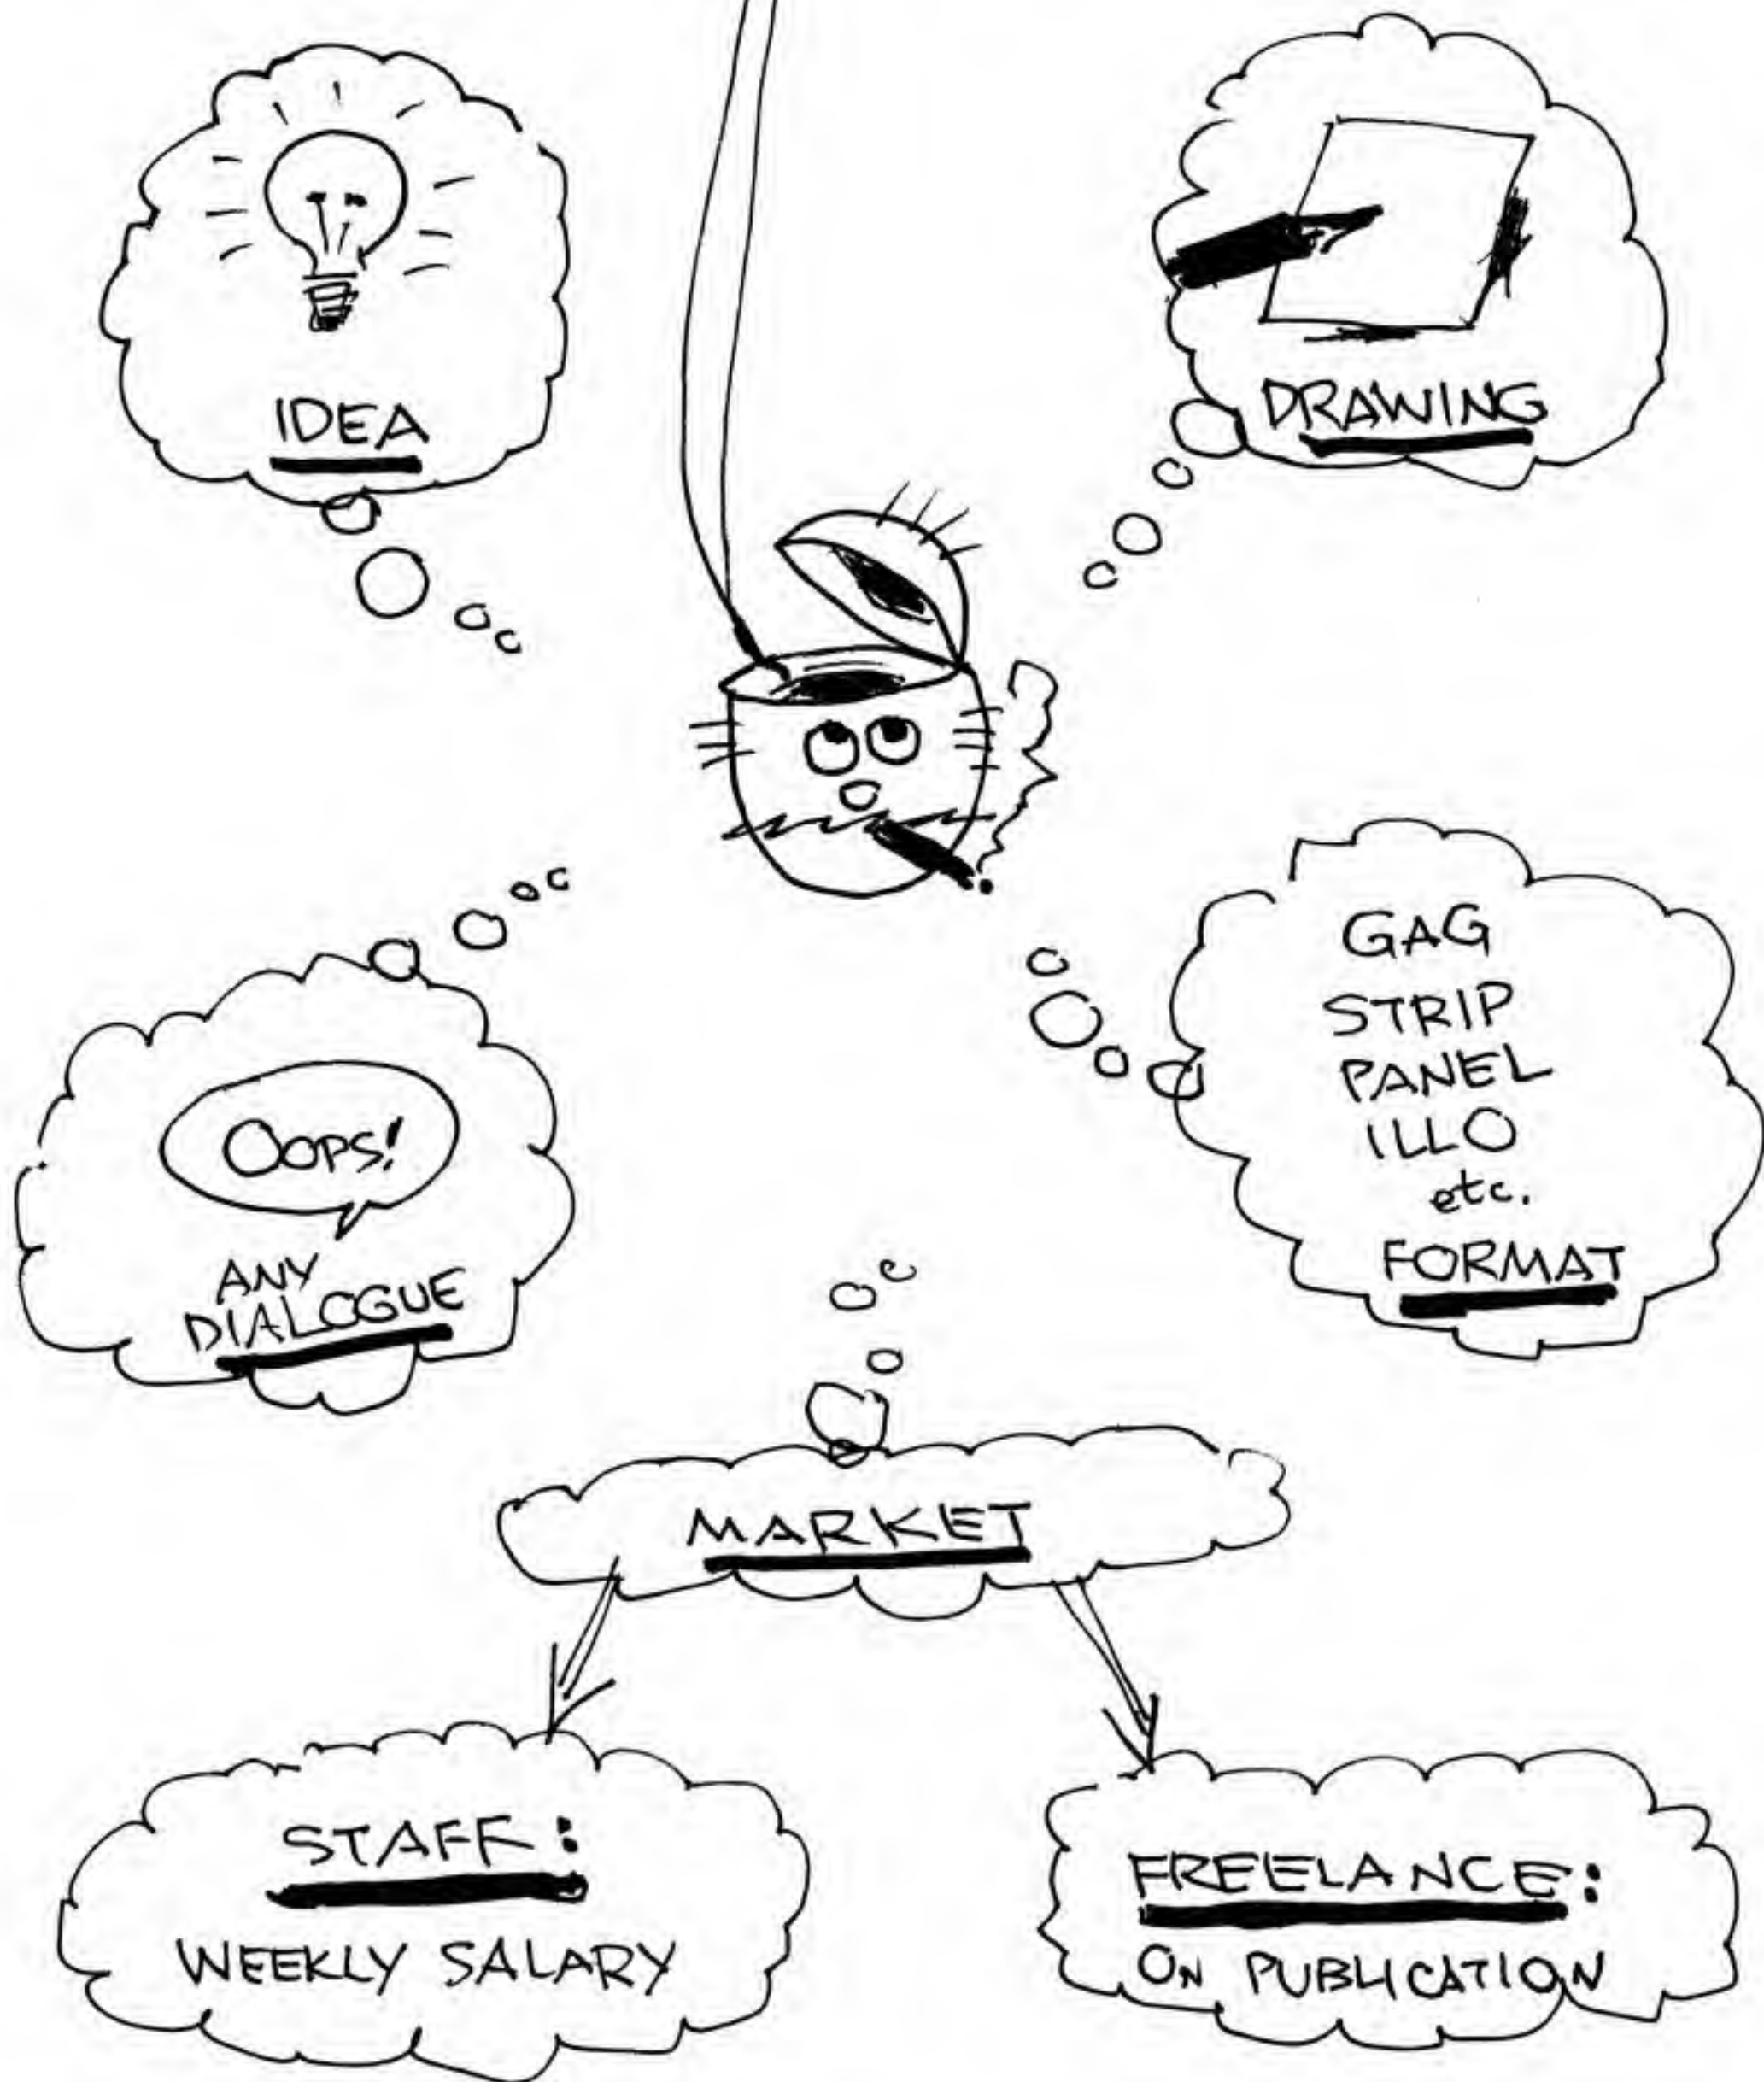 IDEA
DRAWING
OOPS!
ANY
DIALOGUE
GAG
STRIP
PANEL
ILLO
etc.
FORMAT
MARKET
STAFF:
WEEKLY SALARY
FREELANCE:
ON PUBLICATION